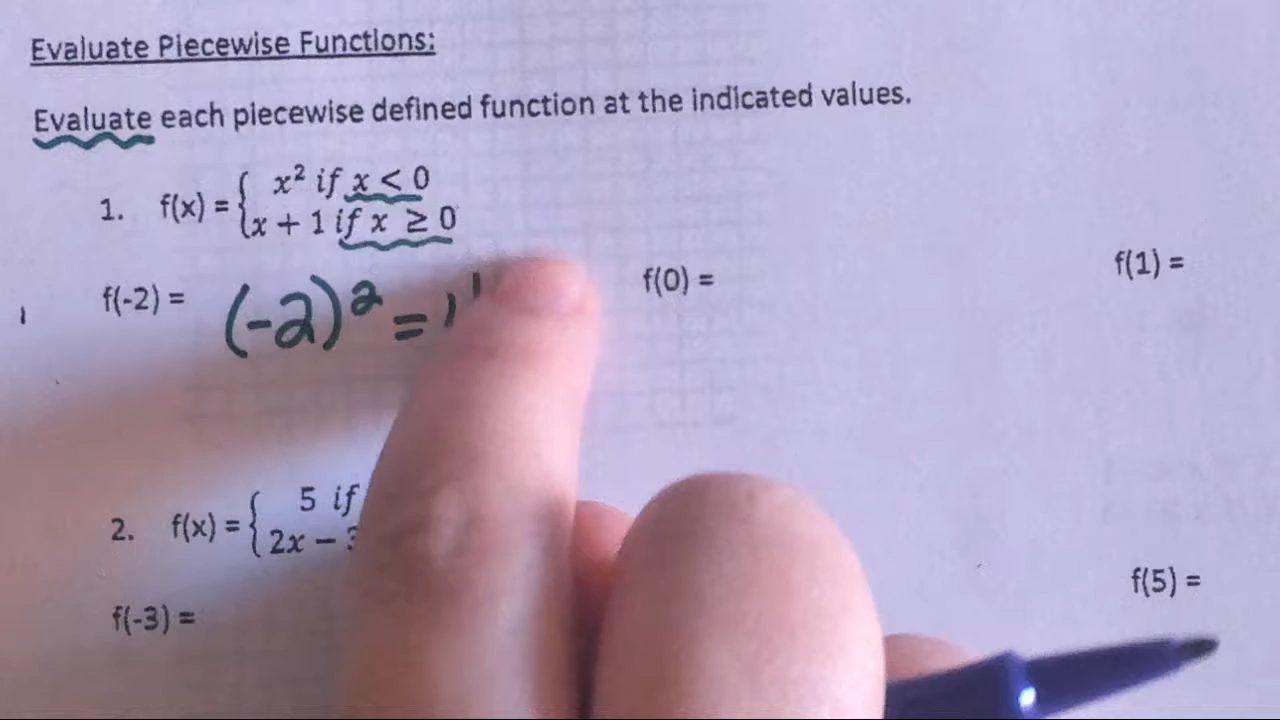 Evaluate Piecewise Functions:
Evaluate each piecewise defined function at the indicated values.
1. f(x) = { x² if x < 0
x + 1 if x ≥ 0
f(-2) = (-2)² = f(0) = f(1) =
2. f(x) = { 5 if
2x −
f(5) =
f(-3) =